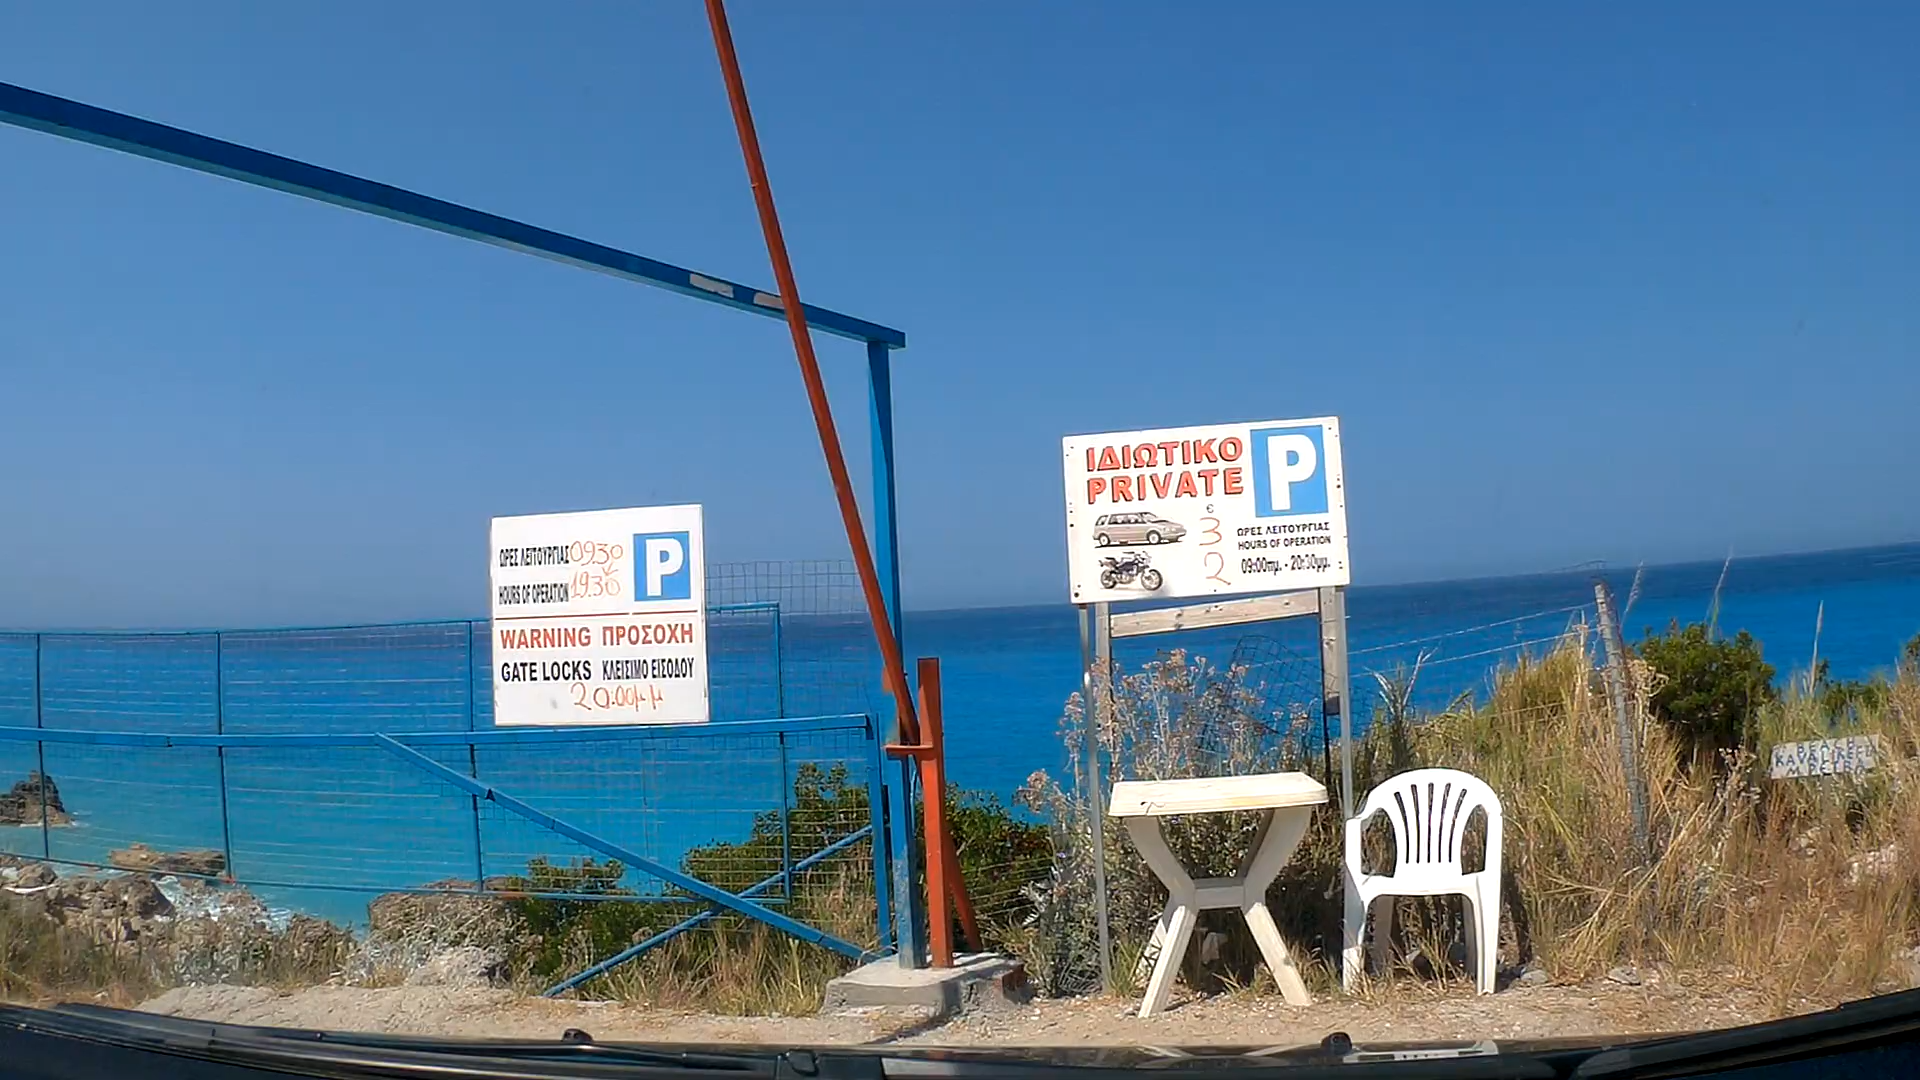 ΩΡΕΣ ΛΕΙΤΟΥΡΓΙΑΣ 09.30
HOURS OF OPERATION 19.30
P
WARNING ΠΡΟΣΟΧΗ
GATE LOCKS ΚΛΕΙΣΙΜΟ ΕΙΣΟΔΟΥ
20:00μμ
ΙΔΙΩΤΙΚΟ
PRIVATE
P
€
3
2
ΩΡΕΣ ΛΕΙΤΟΥΡΓΙΑΣ
HOURS OF OPERATION
09:00πμ. - 20:30μμ.